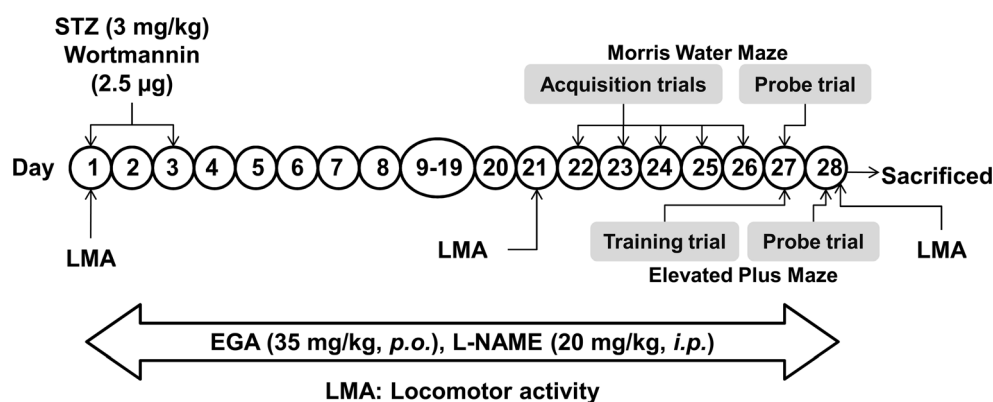 STZ (3 mg/kg)
Wortmannin
(2.5 µg)
Morris Water Maze
Acquisition trials
Probe trial
Day 1 2 3 4 5 6 7 8 9-19 20 21 22 23 24 25 26 27 28 Sacrificed
LMA
LMA
Training trial
Probe trial
LMA
Elevated Plus Maze
EGA (35 mg/kg, p.o.), L-NAME (20 mg/kg, i.p.)
LMA: Locomotor activity